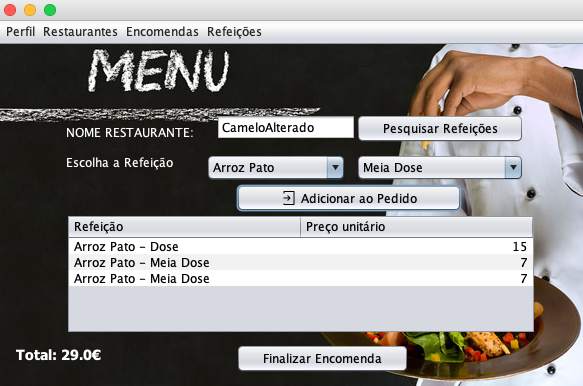 Perfil Restaurantes Encomendas Refeições
MENU
NOME RESTAURANTE: CameloAlterado Pesquisar Refeições
Escolha a Refeição Arroz Pato Meia Dose
Adicionar ao Pedido
Refeição Preço unitário
Arroz Pato - Dose 15
Arroz Pato - Meia Dose 7
Arroz Pato - Meia Dose 7
Total: 29.0€ Finalizar Encomenda